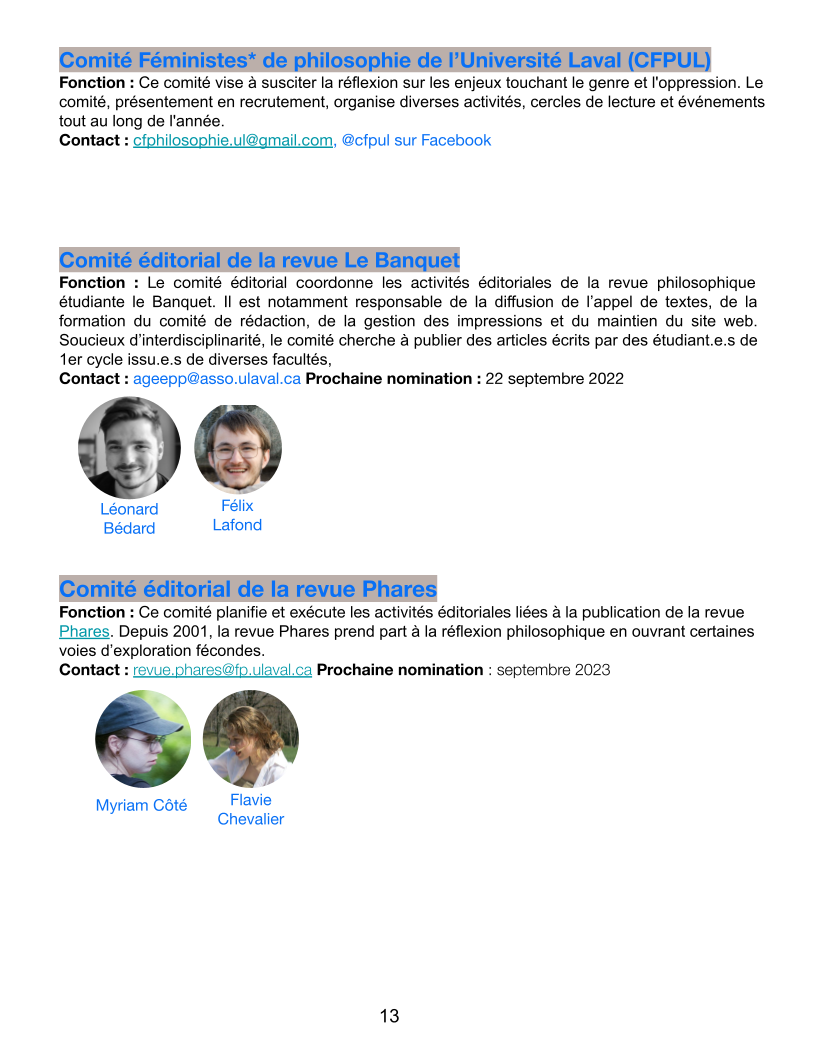 Comité Féministes* de philosophie de l’Université Laval (CFPUL)
Fonction : Ce comité vise à susciter la réflexion sur les enjeux touchant le genre et l'oppression. Le
comité, présentement en recrutement, organise diverses activités, cercles de lecture et événements
tout au long de l'année.
Contact : cfphilosophie.ul@gmail.com, @cfpul sur Facebook
Comité éditorial de la revue Le Banquet
Fonction : Le comité éditorial coordonne les activités éditoriales de la revue philosophique
étudiante le Banquet. Il est notamment responsable de la diffusion de l’appel de textes, de la
formation du comité de rédaction, de la gestion des impressions et du maintien du site web.
Soucieux d’interdisciplinarité, le comité cherche à publier des articles écrits par des étudiant.e.s de
1er cycle issu.e.s de diverses facultés,
Contact : ageepp@asso.ulaval.ca Prochaine nomination : 22 septembre 2022
Léonard
Bédard
Félix
Lafond
Comité éditorial de la revue Phares
Fonction : Ce comité planifie et exécute les activités éditoriales liées à la publication de la revue
Phares. Depuis 2001, la revue Phares prend part à la réflexion philosophique en ouvrant certaines
voies d’exploration fécondes.
Contact : revue.phares@fp.ulaval.ca Prochaine nomination : septembre 2023
Myriam Côté
Flavie
Chevalier
13